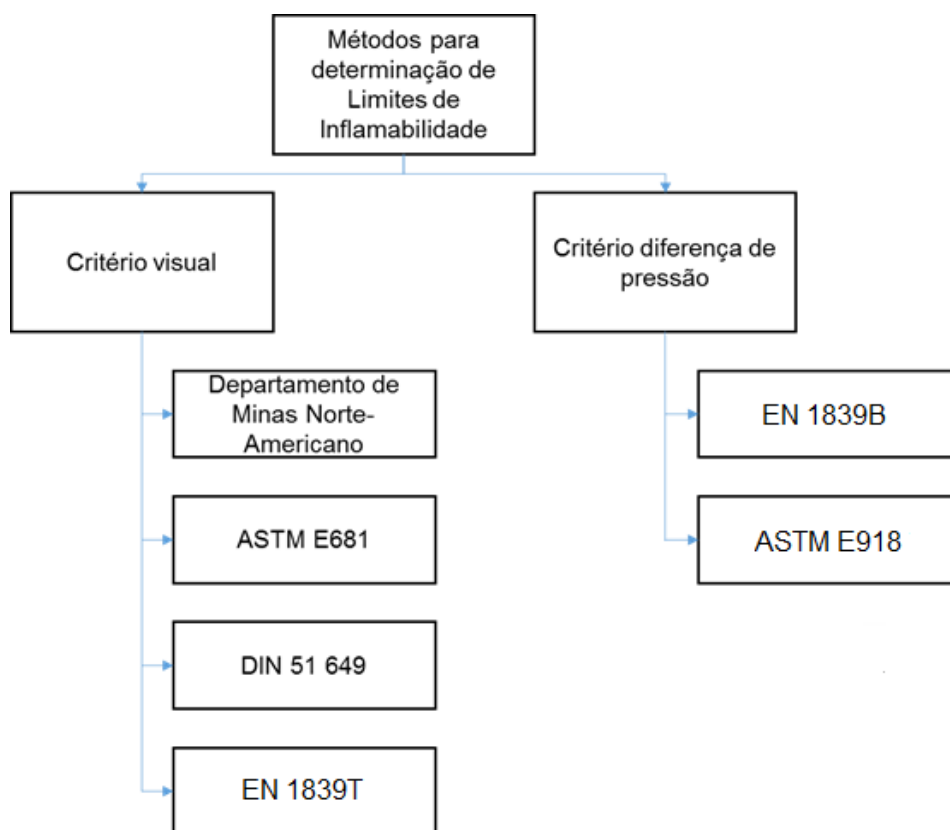 Métodos para
determinação de
Limites de
Inflamabilidade
Critério visual
Critério diferença de
pressão
Departamento de
Minas Norte-
Americano
EN 1839B
ASTM E681
ASTM E918
DIN 51 649
EN 1839T